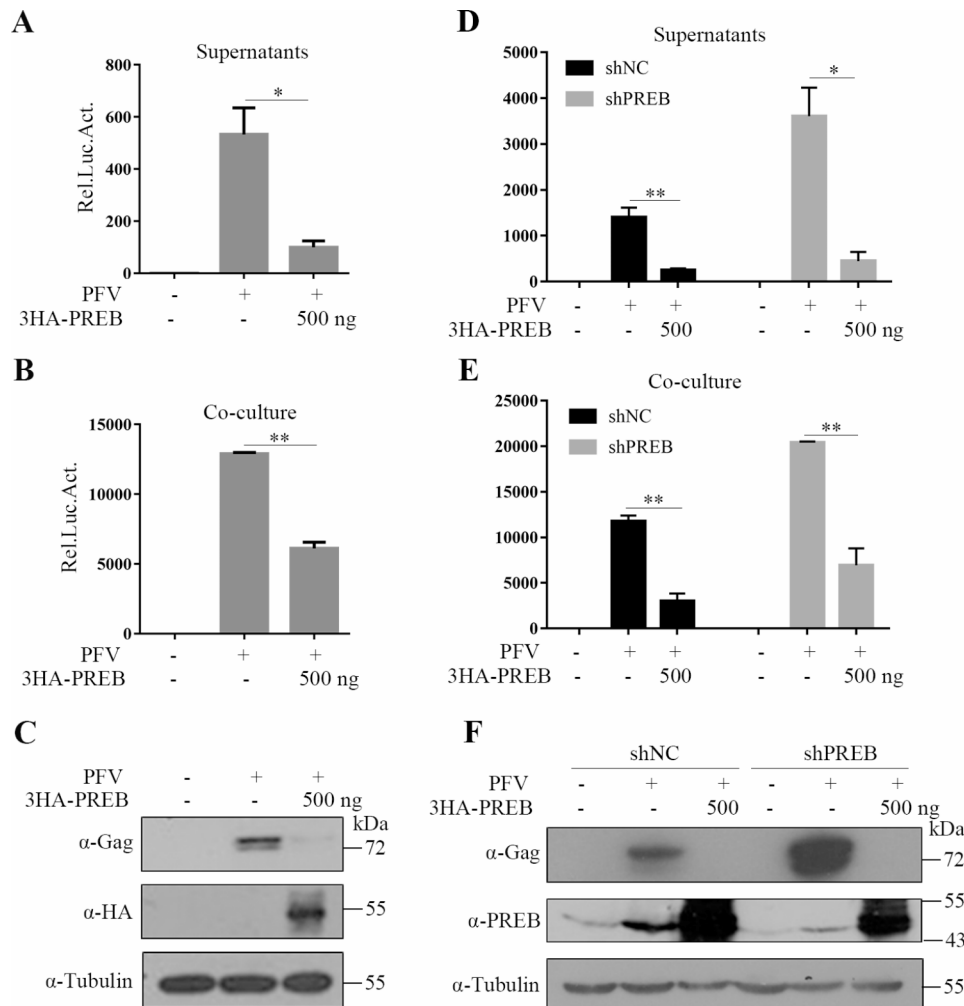 A
Supernatants
800
600
400
200
0
Rel.Luc.Act.
*
PFV - + +
3HA-PREB - - 500 ng
B
Co-culture
15000
10000
5000
0
Rel.Luc.Act.
**
PFV - + +
3HA-PREB - - 500 ng
C
PFV - + +
3HA-PREB - - 500 ng
kDa
α-Gag 72
α-HA 55
α-Tubulin 55
D
Supernatants
shNC
shPREB
5000
4000
3000
2000
1000
0
**
*
PFV - + + - + +
3HA-PREB - - 500 - - 500 ng
E
Co-culture
shNC
shPREB
25000
20000
15000
10000
5000
0
**
**
PFV - + + - + +
3HA-PREB - - 500 - - 500 ng
F
shNC shPREB
PFV - + + - + +
3HA-PREB - - 500 - - 500 ng
kDa
α-Gag 72
α-PREB 55
43
α-Tubulin 55